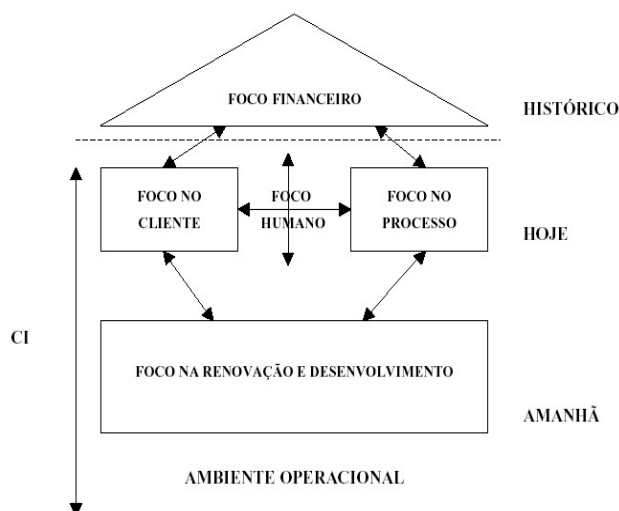 FOCO FINANCEIRO
HISTÓRICO
FOCO NO
CLIENTE
FOCO
HUMANO
FOCO NO
PROCESSO
HOJE
CI
FOCO NA RENOVAÇÃO E DESENVOLVIMENTO
AMANHÃ
AMBIENTE OPERACIONAL